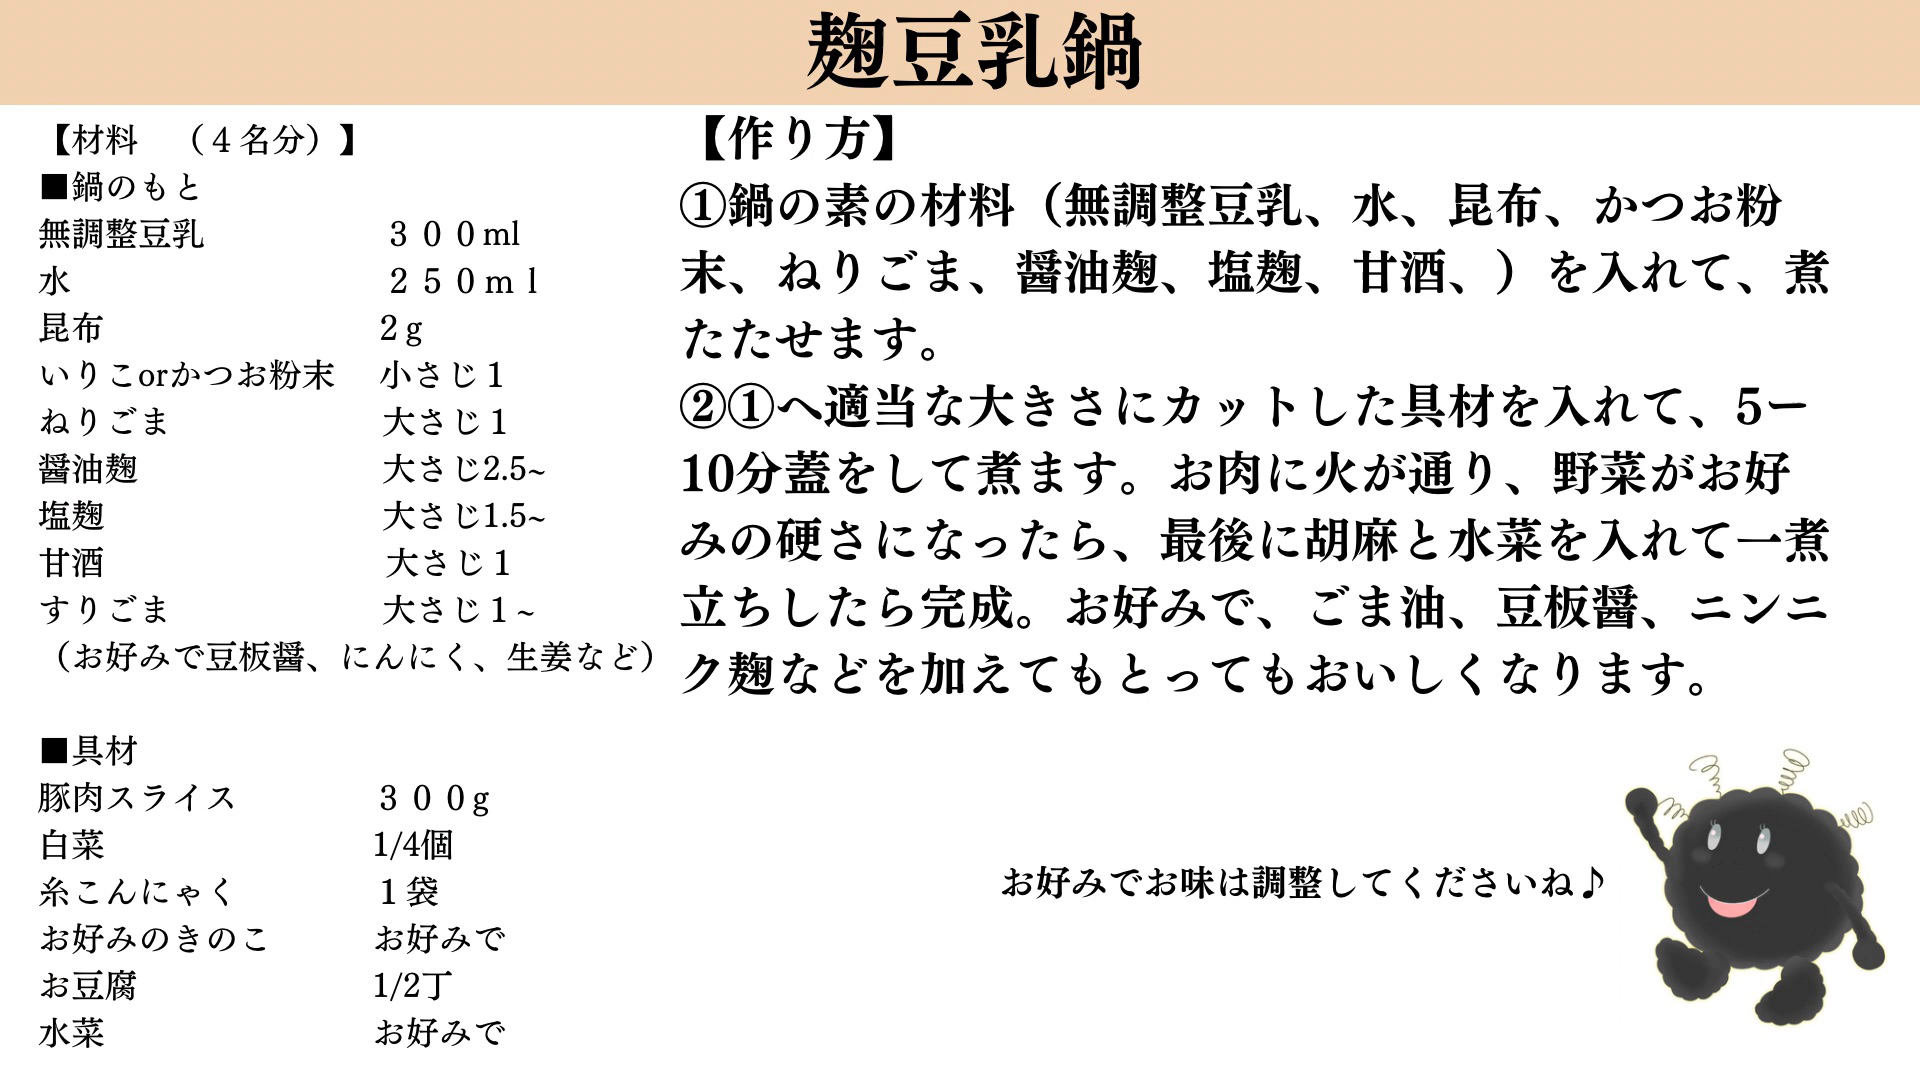 麹豆乳鍋
【材料　（４名分）】
■鍋のもと
無調整豆乳　３００ml
水　２５０ｍｌ
昆布　2ｇ
いりこorかつお粉末　小さじ１
ねりごま　大さじ１
醤油麹　大さじ2.5~
塩麹　大さじ1.5~
甘酒　大さじ１
すりごま　大さじ１~
（お好みで豆板醤、にんにく、生姜など）
■具材
豚肉スライス　３００g
白菜　1/4個
糸こんにゃく　１袋
お好みのきのこ　お好みで
お豆腐　1/2丁
水菜　お好みで
【作り方】
①鍋の素の材料（無調整豆乳、水、昆布、かつお粉
末、ねりごま、醤油麹、塩麹、甘酒、）を入れて、煮
たたせます。
②①へ適当な大きさにカットした具材を入れて、5ー
10分蓋をして煮ます。お肉に火が通り、野菜がお好
みの硬さになったら、最後に胡麻と水菜を入れて一煮
立ちしたら完成。お好みで、ごま油、豆板醤、ニンニ
ク麹などを加えてもとってもおいしくなります。
お好みでお味は調整してくださいね♪